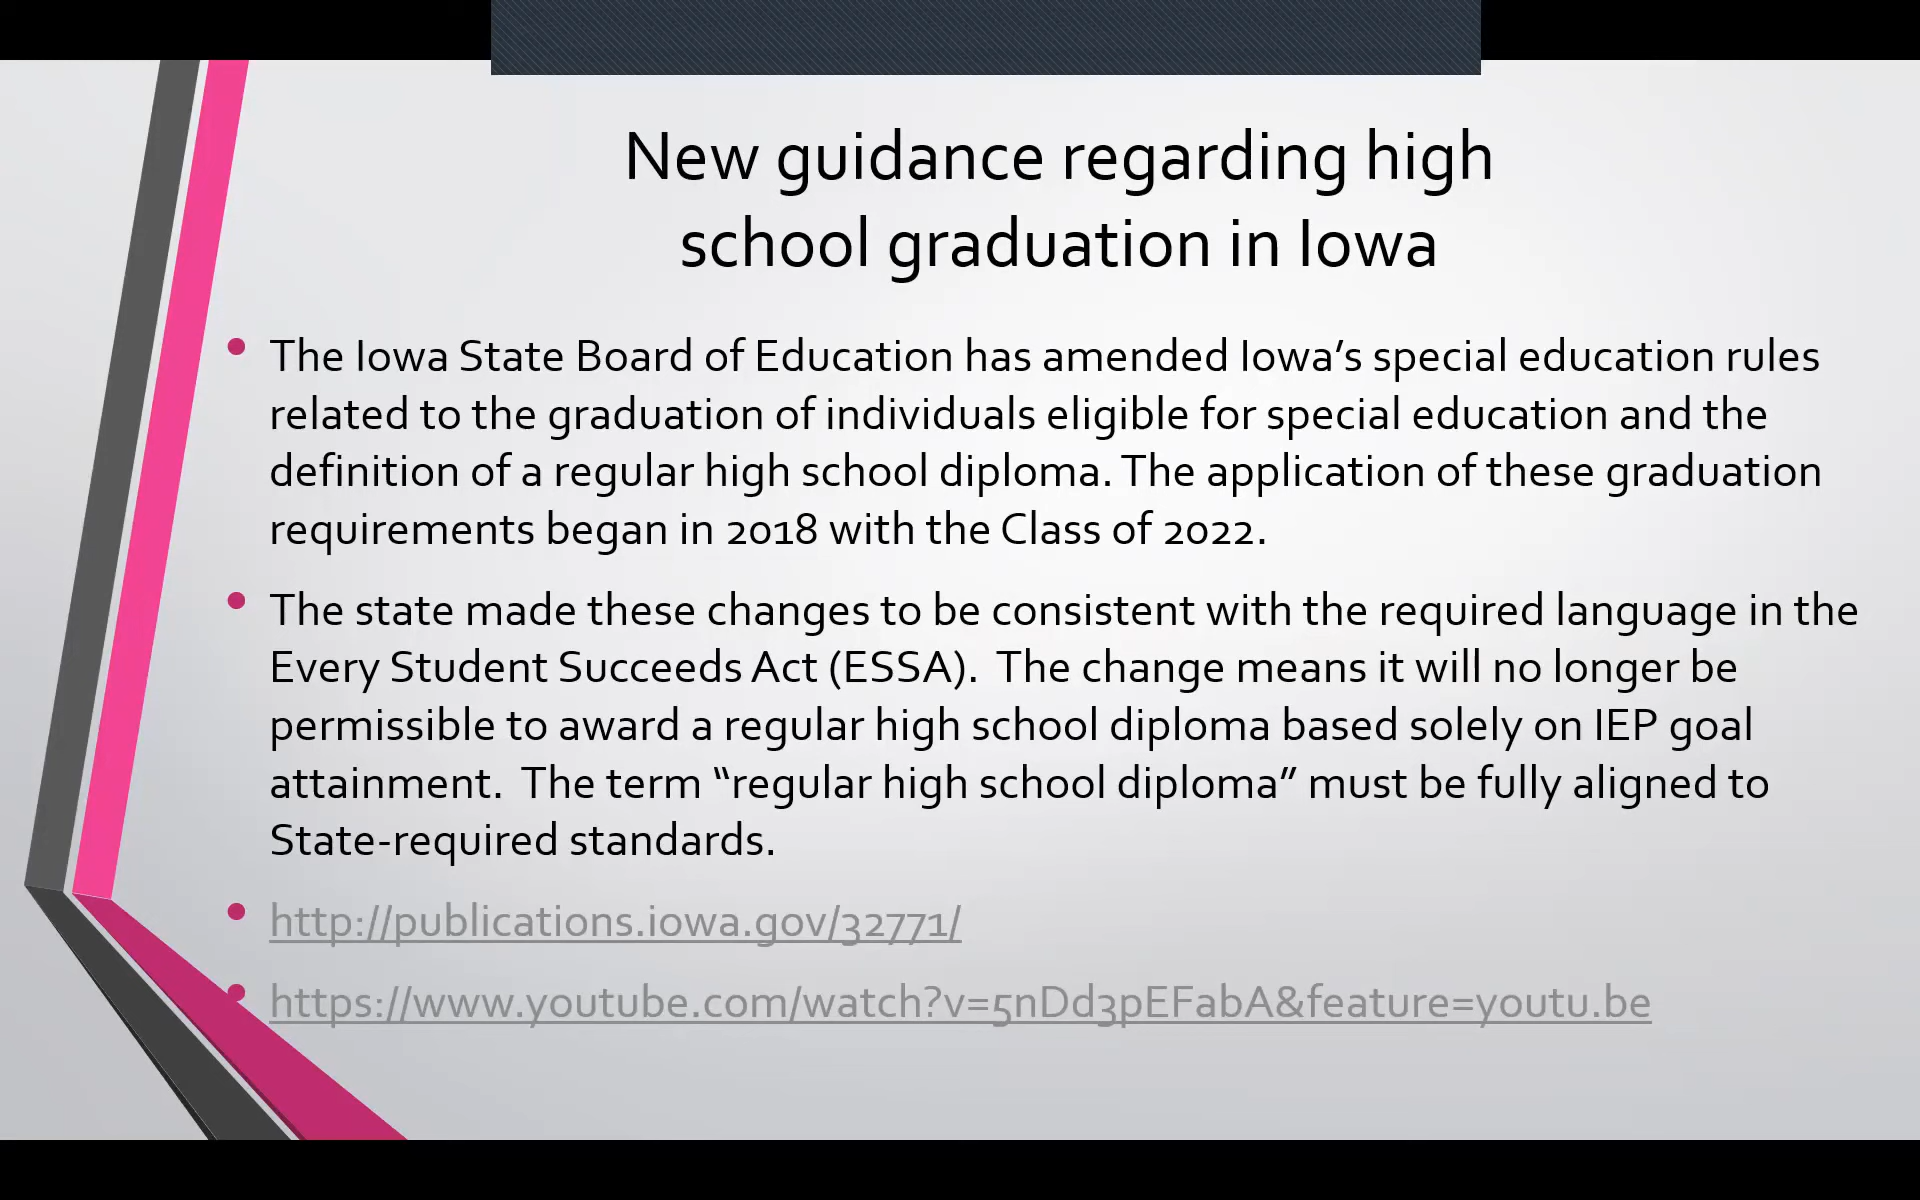 New guidance regarding high
school graduation in Iowa
• The Iowa State Board of Education has amended Iowa’s special education rules
related to the graduation of individuals eligible for special education and the
definition of a regular high school diploma. The application of these graduation
requirements began in 2018 with the Class of 2022.
• The state made these changes to be consistent with the required language in the
Every Student Succeeds Act (ESSA).  The change means it will no longer be
permissible to award a regular high school diploma based solely on IEP goal
attainment.  The term “regular high school diploma” must be fully aligned to
State-required standards.
• http://publications.iowa.gov/32771/
• https://www.youtube.com/watch?v=5nDd3pEFabA&feature=youtu.be